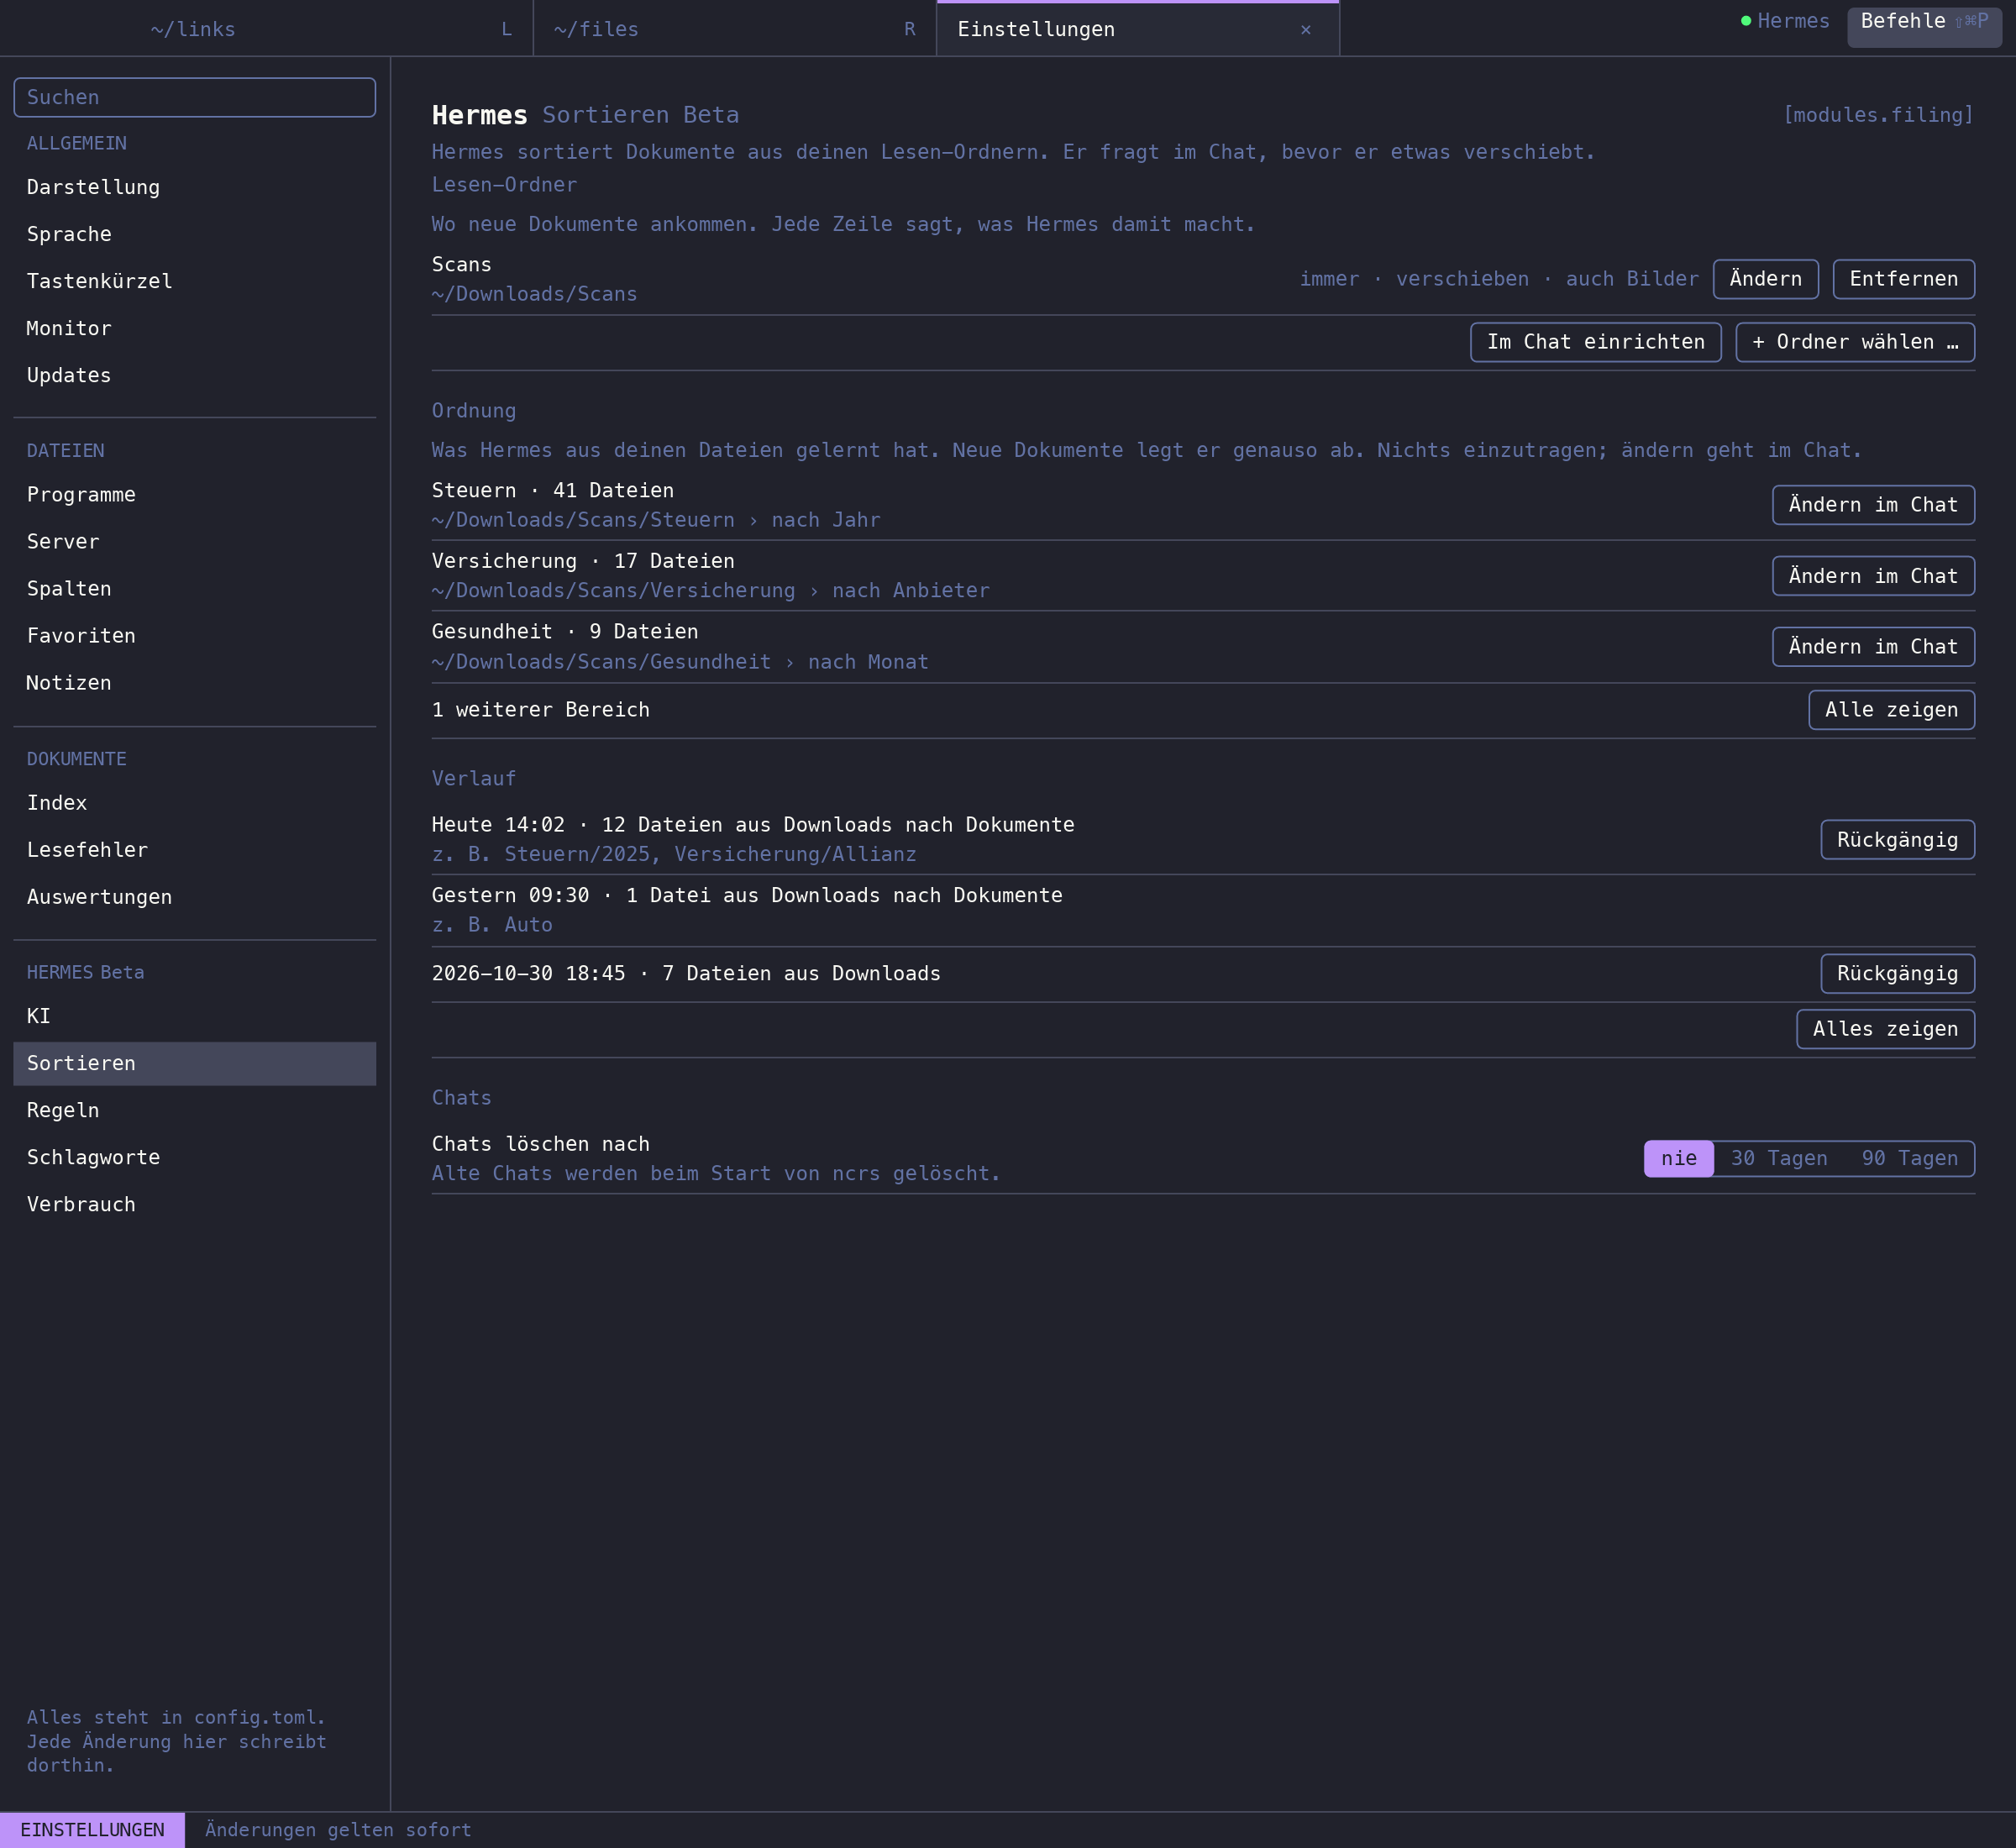 ~/links L ~/files R Einstellungen × Hermes Befehle ⇧⌘P
Suchen
ALLGEMEIN
Darstellung
Sprache
Tastenkürzel
Monitor
Updates
DATEIEN
Programme
Server
Spalten
Favoriten
Notizen
DOKUMENTE
Index
Lesefehler
Auswertungen
HERMES Beta
KI
Sortieren
Regeln
Schlagworte
Verbrauch
Alles steht in config.toml.
Jede Änderung hier schreibt
dorthin.
Hermes Sortieren Beta [modules.filing]
Hermes sortiert Dokumente aus deinen Lesen-Ordnern. Er fragt im Chat, bevor er etwas verschiebt.
Lesen-Ordner
Wo neue Dokumente ankommen. Jede Zeile sagt, was Hermes damit macht.
Scans
~/Downloads/Scans
immer · verschieben · auch Bilder Ändern Entfernen
Im Chat einrichten + Ordner wählen …
Ordnung
Was Hermes aus deinen Dateien gelernt hat. Neue Dokumente legt er genauso ab. Nichts einzutragen; ändern geht im Chat.
Steuern · 41 Dateien
~/Downloads/Scans/Steuern › nach Jahr
Ändern im Chat
Versicherung · 17 Dateien
~/Downloads/Scans/Versicherung › nach Anbieter
Ändern im Chat
Gesundheit · 9 Dateien
~/Downloads/Scans/Gesundheit › nach Monat
Ändern im Chat
1 weiterer Bereich Alle zeigen
Verlauf
Heute 14:02 · 12 Dateien aus Downloads nach Dokumente
z. B. Steuern/2025, Versicherung/Allianz
Rückgängig
Gestern 09:30 · 1 Datei aus Downloads nach Dokumente
z. B. Auto
2026-10-30 18:45 · 7 Dateien aus Downloads Rückgängig
Alles zeigen
Chats
Chats löschen nach
Alte Chats werden beim Start von ncrs gelöscht.
nie 30 Tagen 90 Tagen
EINSTELLUNGEN Änderungen gelten sofort